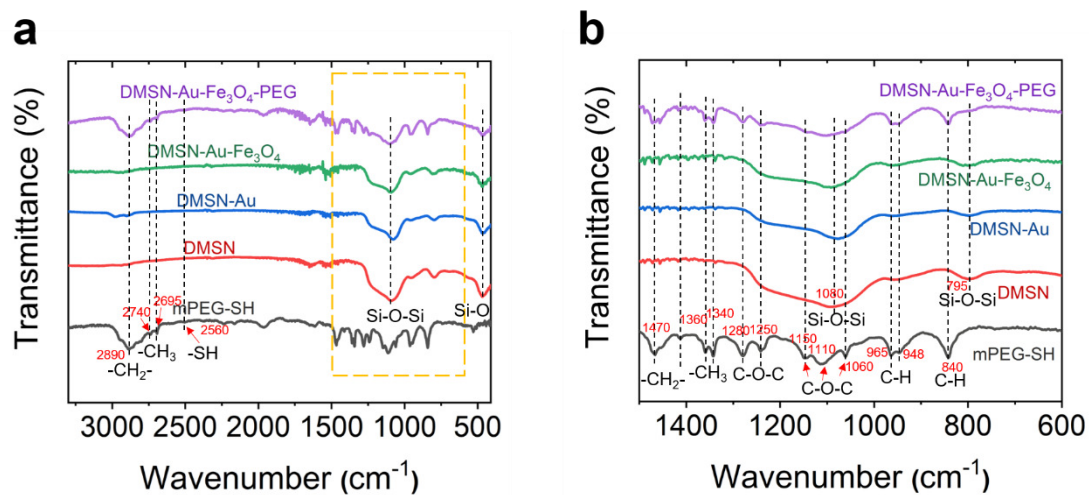 a
Transmittance (%)
DMSN-Au-Fe₃O₄-PEG
DMSN-Au-Fe₃O₄
DMSN-Au
DMSN
2695
2740
mPEG-SH
2560
2890
-CH₃
-SH
-CH₂-
Si-O-Si
Si-O
3000 2500 2000 1500 1000 500
Wavenumber (cm⁻¹)
b
Transmittance (%)
DMSN-Au-Fe₃O₄-PEG
DMSN-Au-Fe₃O₄
DMSN-Au
DMSN
1080
Si-O-Si
795
Si-O-Si
mPEG-SH
1470
1360
1340
1280
1250
1150
1110
1060
965
948
840
-CH₂-
-CH₃
C-O-C
C-O-C
C-H
C-H
1400 1200 1000 800 600
Wavenumber (cm⁻¹)